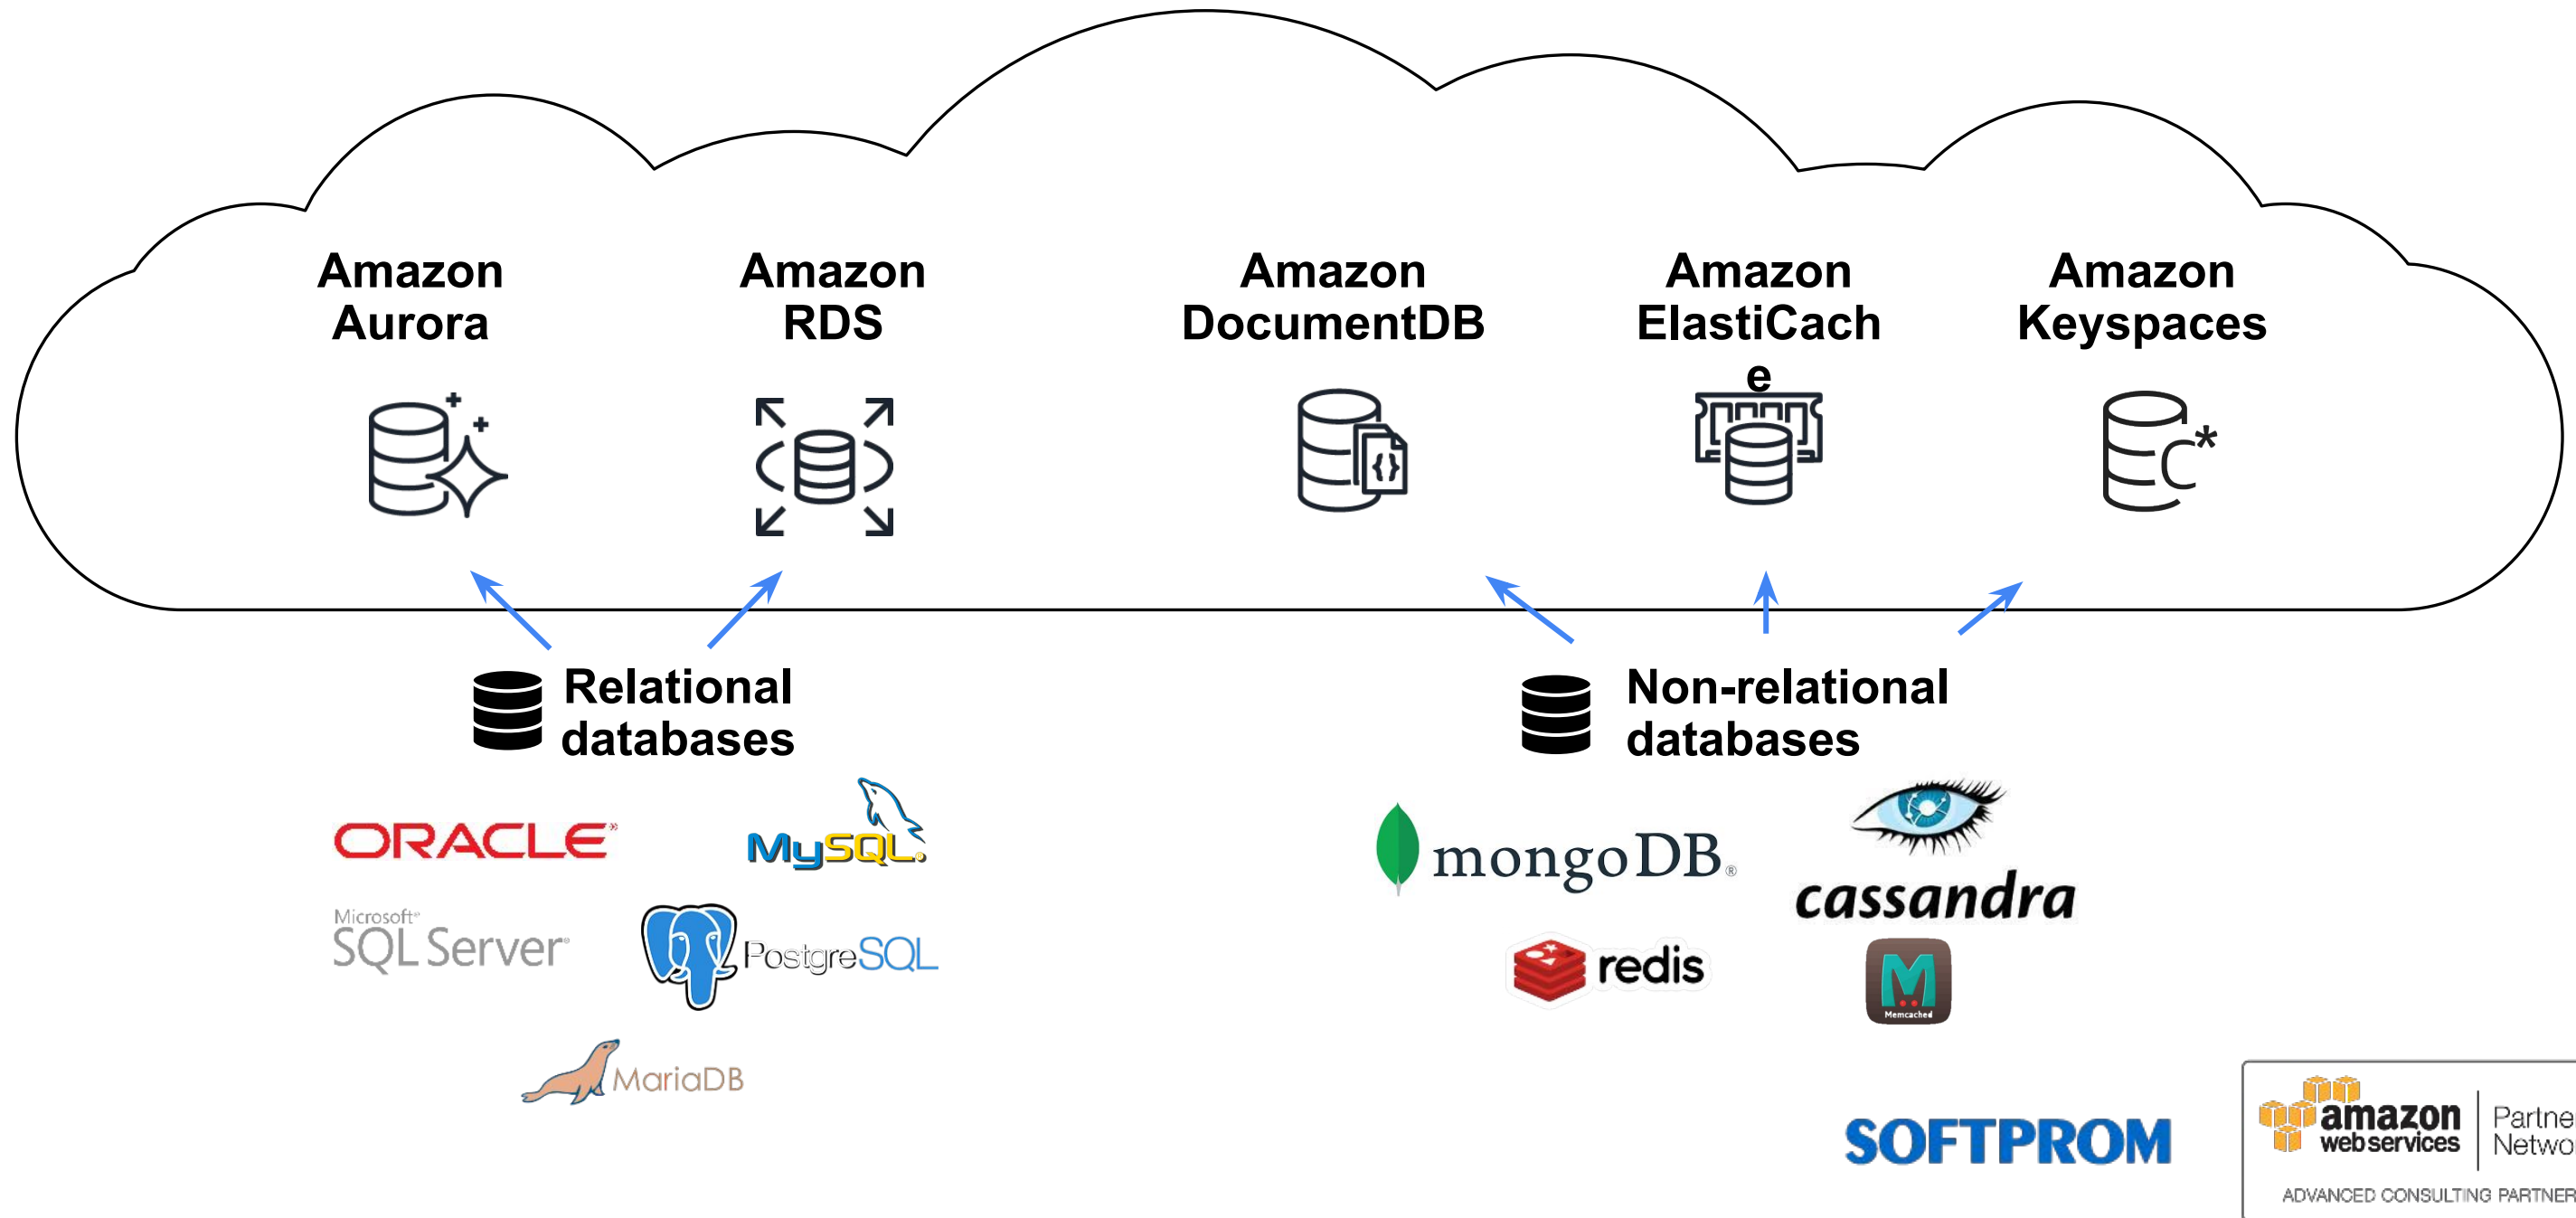 Amazon
Aurora
Amazon
RDS
Amazon
DocumentDB
Amazon
ElastiCach
e
Amazon
Keyspaces
C*
{}
Relational
databases
Non-relational
databases
ORACLE
MySQL.
Microsoft®
SQL Server®
PostgreSQL
MariaDB
mongoDB®
cassandra
redis
M
Memcached
SOFTPROM
amazon
webservices
Partne
Netwo
ADVANCED CONSULTING PARTNER